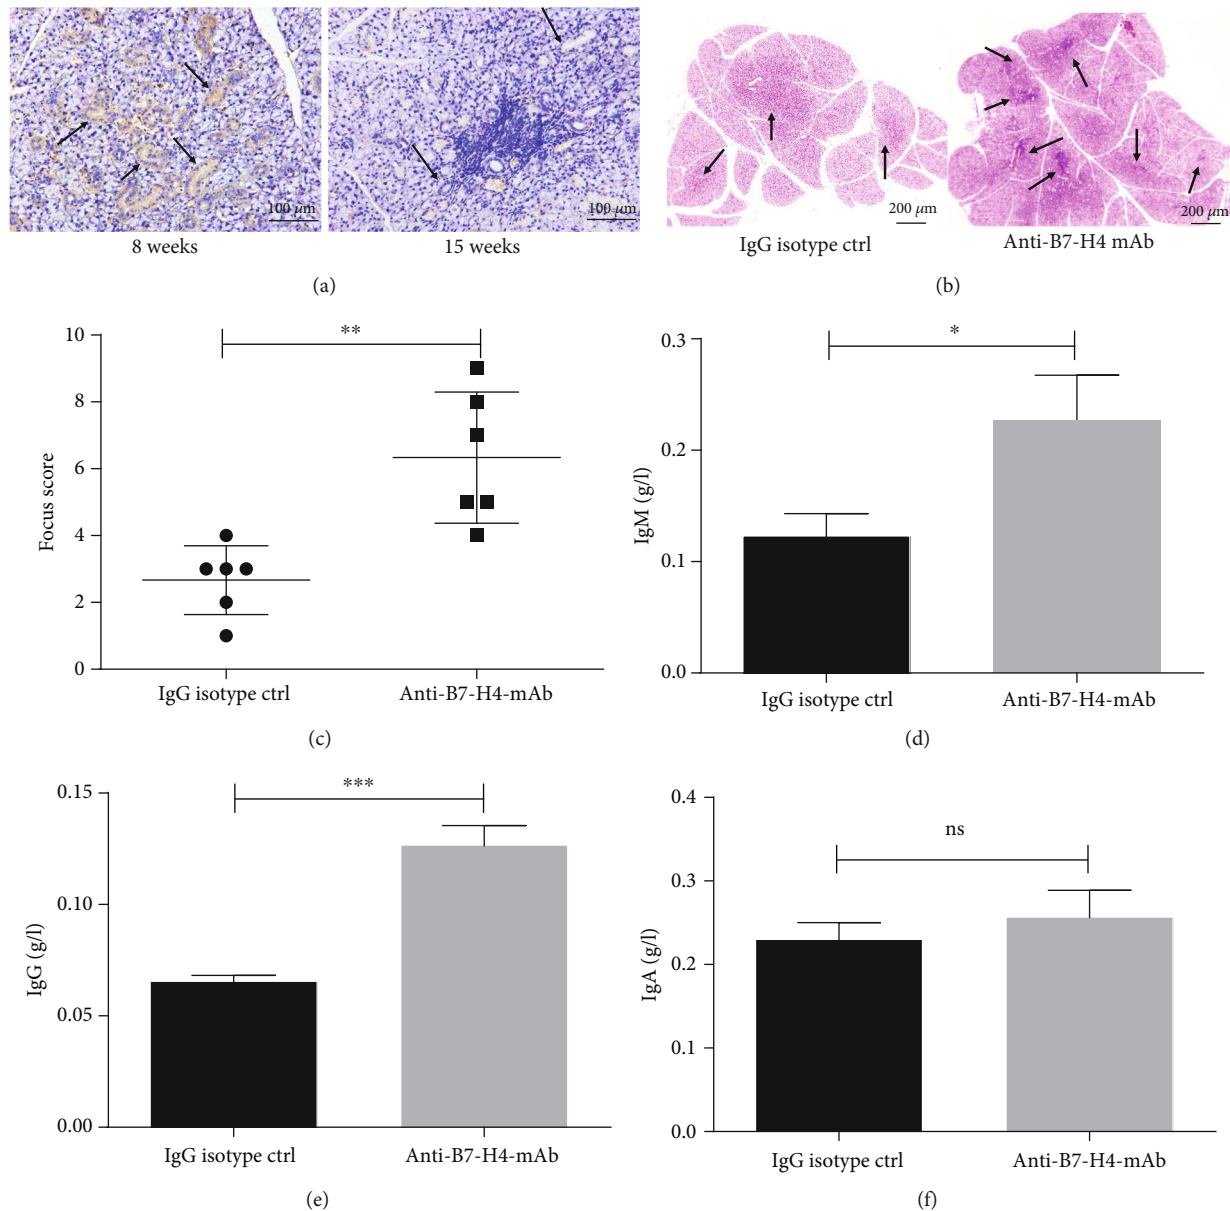 100 μm
100 μm
8 weeks
15 weeks
(a)
200 μm
200 μm
IgG isotype ctrl
Anti-B7-H4 mAb
(b)
10
8
6
4
2
0
Focus score
**
IgG isotype ctrl
Anti-B7-H4-mAb
(c)
0.3
0.2
0.1
0.0
IgM (g/l)
*
IgG isotype ctrl
Anti-B7-H4-mAb
(d)
0.15
0.10
0.05
0.00
IgG (g/l)
***
IgG isotype ctrl
Anti-B7-H4-mAb
(e)
0.4
0.3
0.2
0.1
0.0
IgA (g/l)
ns
IgG isotype ctrl
Anti-B7-H4-mAb
(f)